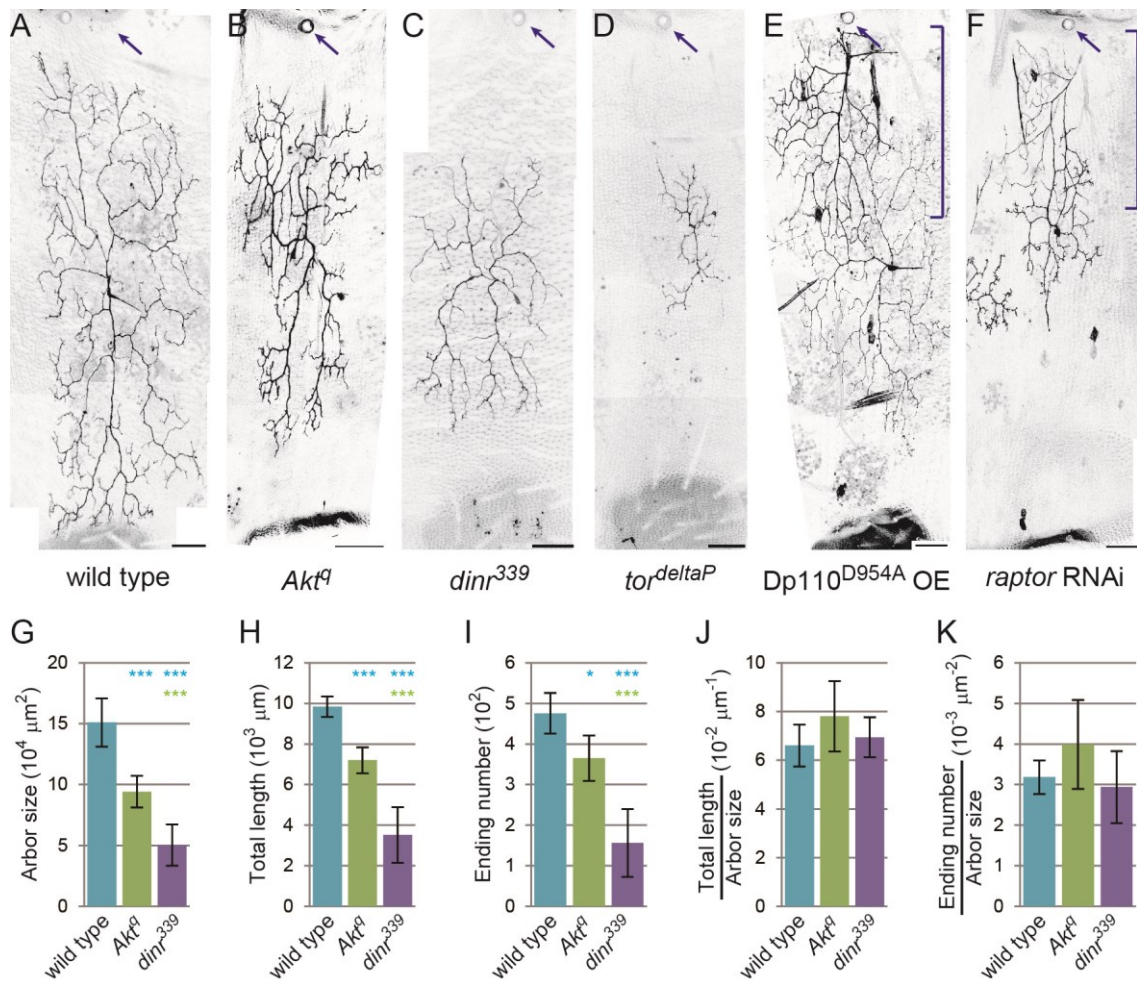 A B C D E F
wild type Akt^q dinr^339 tor^deltaP Dp110^D954A OE raptor RNAi
G
Arbor size (10^4 μm^2)
20
15
10
5
0
*** ***
***
wild type Akt^q dinr^339
H
Total length (10^3 μm)
12
10
8
6
4
2
0
*** ***
***
wild type Akt^q dinr^339
I
Ending number (10^2)
6
5
4
3
2
1
0
* ***
***
wild type Akt^q dinr^339
J
Total length
Arbor size
(10^-2 μm^-1)
10
8
6
4
2
0
wild type Akt^q dinr^339
K
Ending number
Arbor size
(10^-3 μm^-2)
6
5
4
3
2
1
0
wild type Akt^q dinr^339